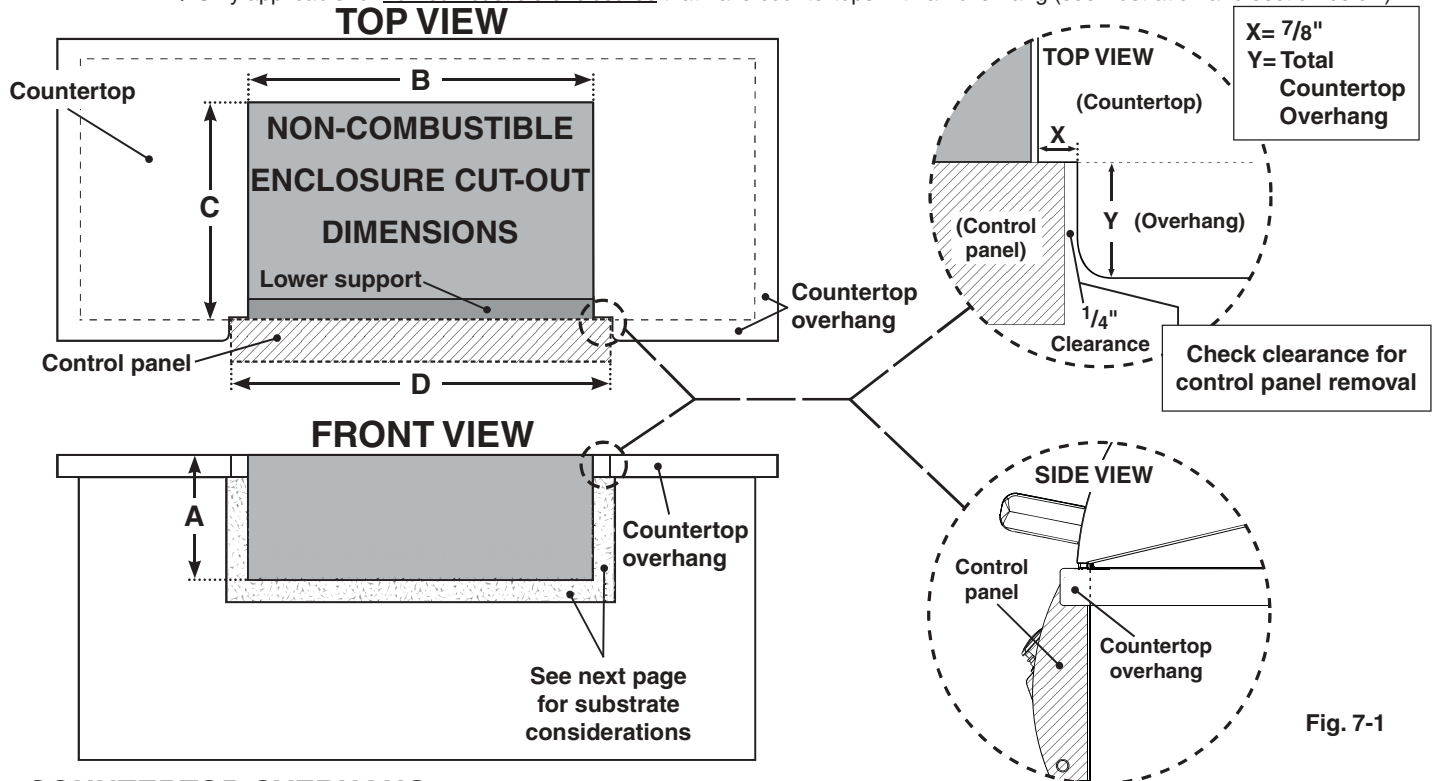 TOP VIEW
Countertop
B
NON-COMBUSTIBLE
ENCLOSURE CUT-OUT
DIMENSIONS
C
Lower support
Countertop
overhang
Control panel
D
TOP VIEW
(Countertop)
X
X= 7/8"
Y= Total
Countertop
Overhang
(Control
panel)
Y (Overhang)
1/4"
Clearance
Check clearance for
control panel removal
FRONT VIEW
A
Countertop
overhang
See next page
for substrate
considerations
SIDE VIEW
Control
panel
Countertop
overhang
Fig. 7-1